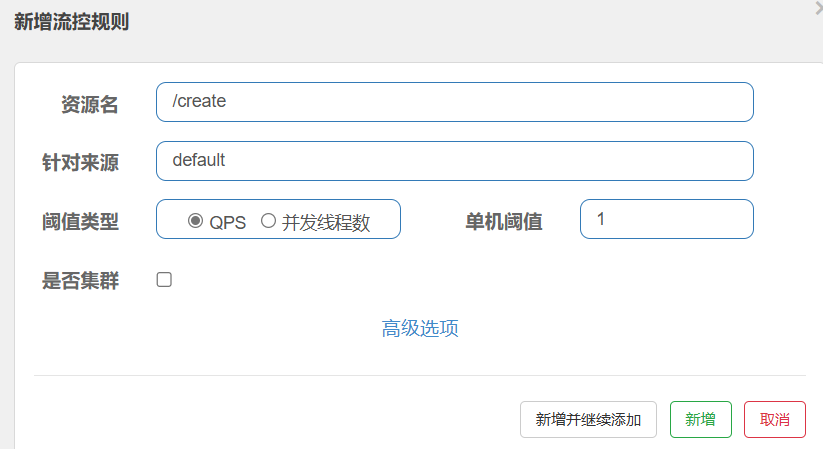 新增流控规则
资源名 /create
针对来源 default
阈值类型 QPS 并发线程数 单机阈值 1
是否集群
高级选项
新增并继续添加 新增 取消